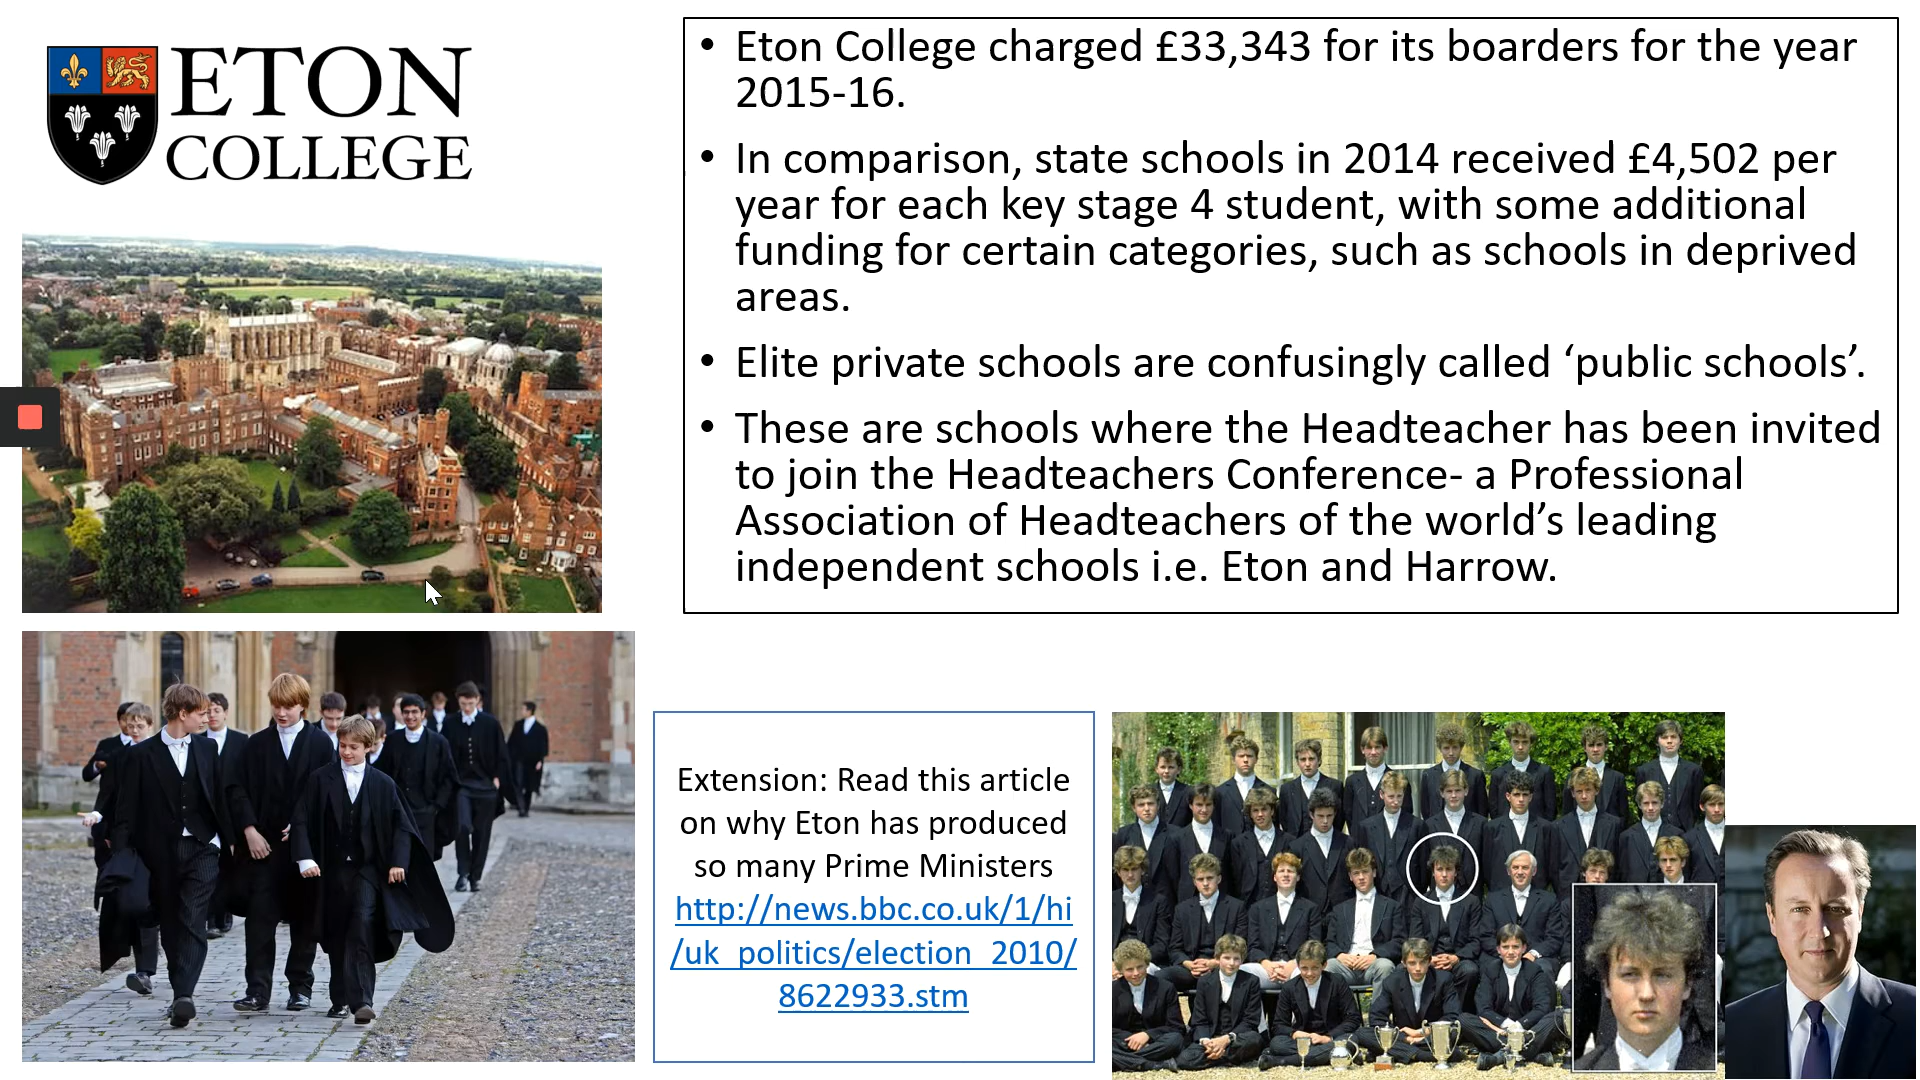 ETON
COLLEGE
• Eton College charged £33,343 for its boarders for the year
2015-16.
• In comparison, state schools in 2014 received £4,502 per
year for each key stage 4 student, with some additional
funding for certain categories, such as schools in deprived
areas.
• Elite private schools are confusingly called ‘public schools’.
• These are schools where the Headteacher has been invited
to join the Headteachers Conference- a Professional
Association of Headteachers of the world’s leading
independent schools i.e. Eton and Harrow.
Extension: Read this article
on why Eton has produced
so many Prime Ministers
http://news.bbc.co.uk/1/hi
/uk_politics/election_2010/
8622933.stm